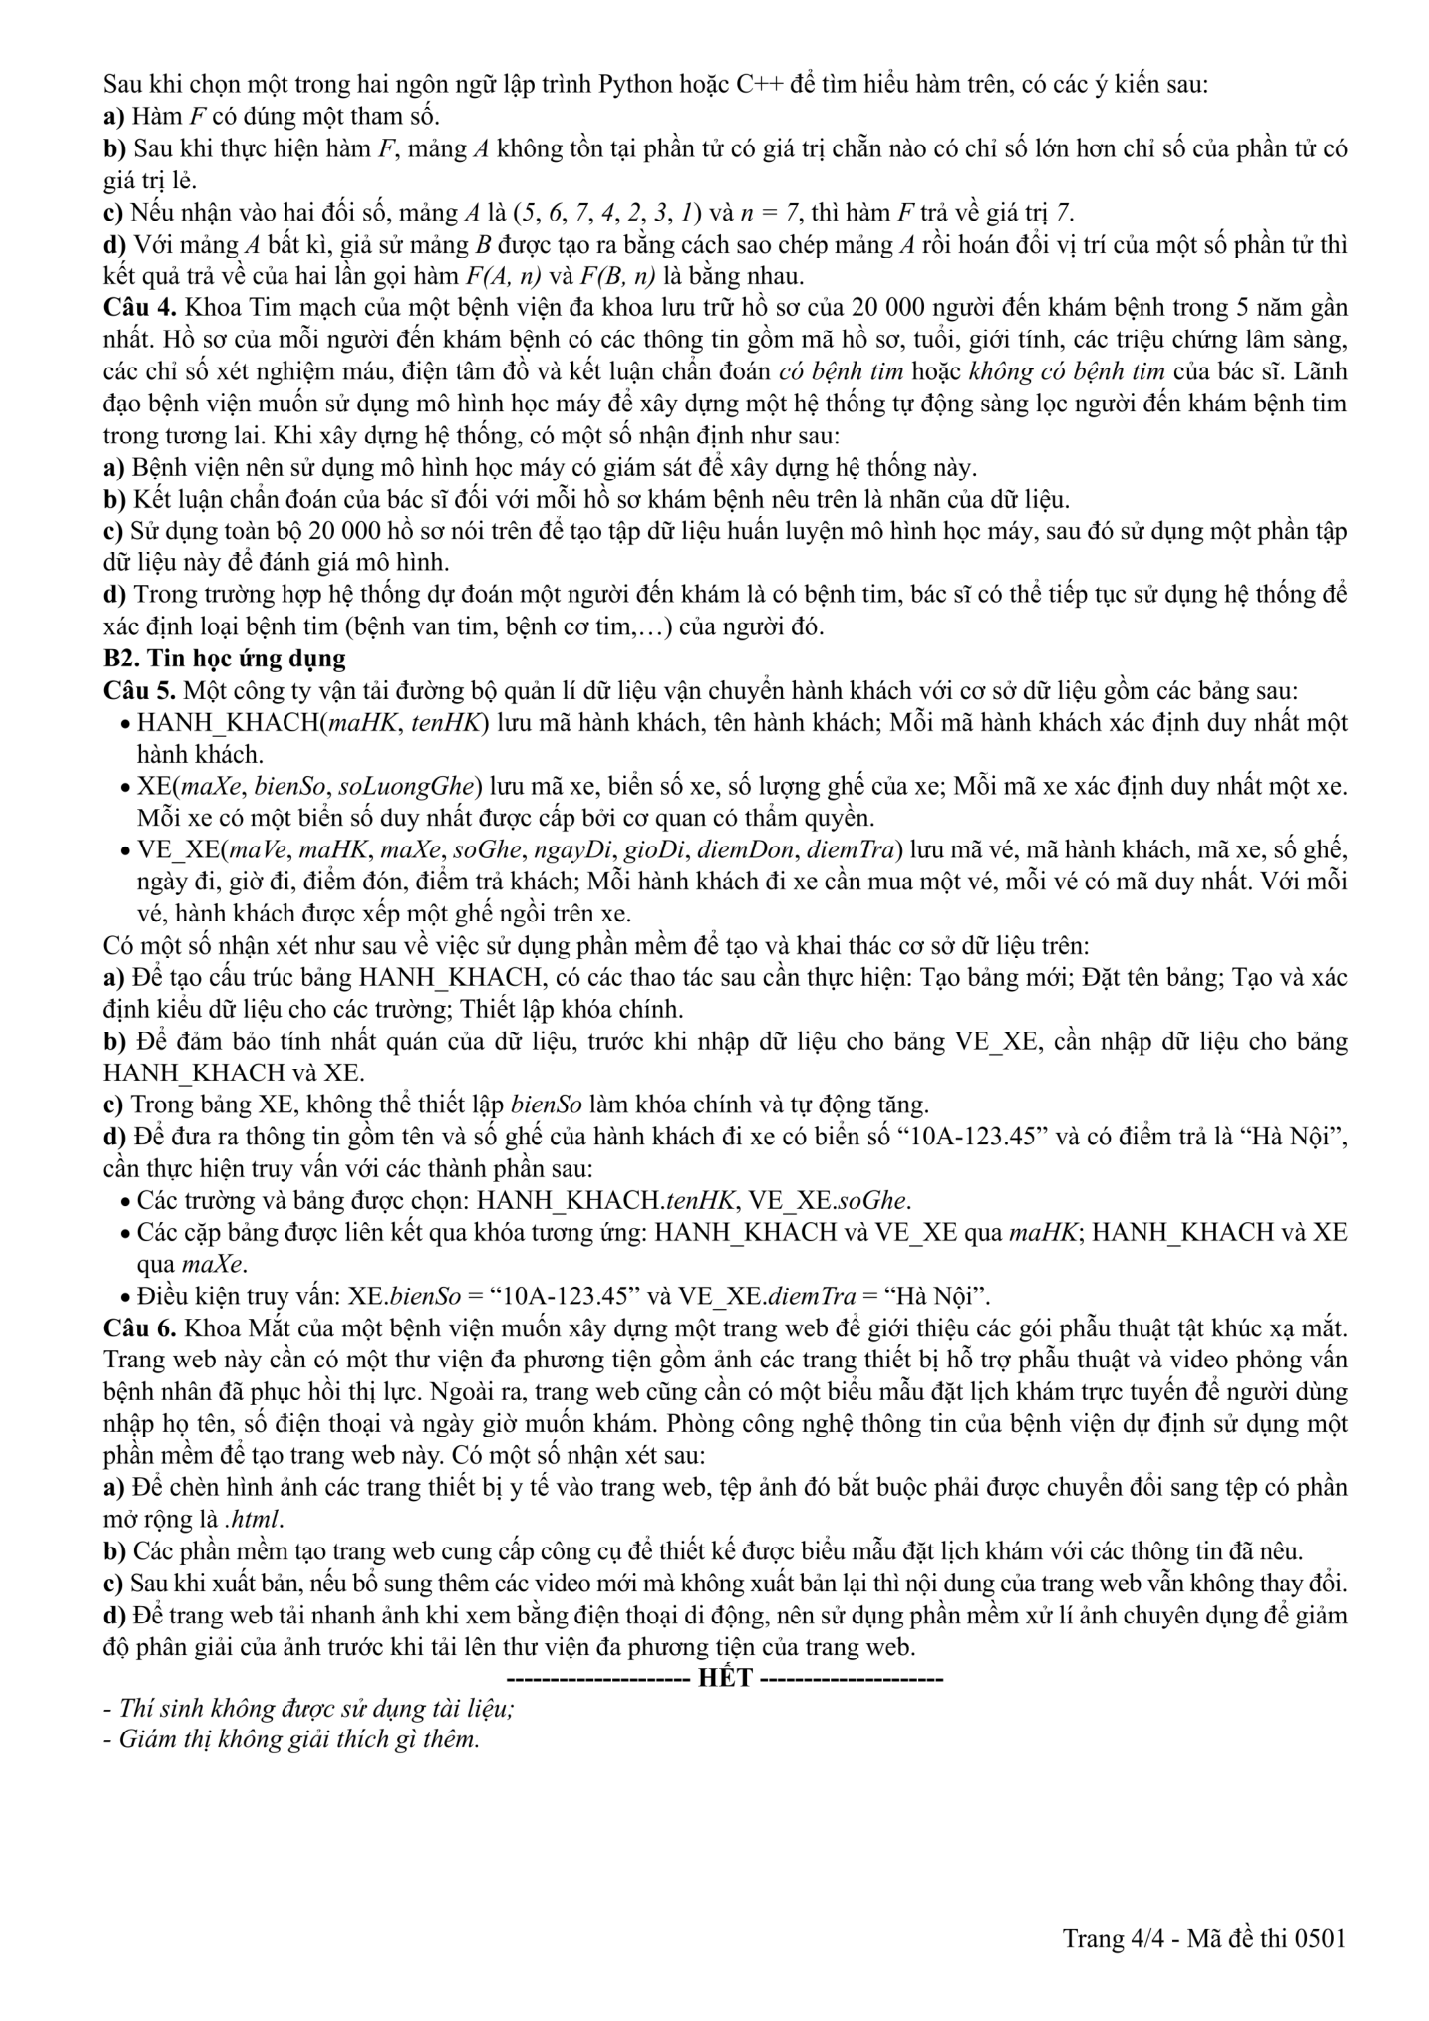 Sau khi chọn một trong hai ngôn ngữ lập trình Python hoặc C++ để tìm hiểu hàm trên, có các ý kiến sau:
a) Hàm F có đúng một tham số.
b) Sau khi thực hiện hàm F, mảng A không tồn tại phần tử có giá trị chẵn nào có chỉ số lớn hơn chỉ số của phần tử có
giá trị lẻ.
c) Nếu nhận vào hai đối số, mảng A là (5, 6, 7, 4, 2, 3, 1) và n = 7, thì hàm F trả về giá trị 7.
d) Với mảng A bất kì, giả sử mảng B được tạo ra bằng cách sao chép mảng A rồi hoán đổi vị trí của một số phần tử thì
kết quả trả về của hai lần gọi hàm F(A, n) và F(B, n) là bằng nhau.
Câu 4. Khoa Tim mạch của một bệnh viện đa khoa lưu trữ hồ sơ của 20 000 người đến khám bệnh trong 5 năm gần
nhất. Hồ sơ của mỗi người đến khám bệnh có các thông tin gồm mã hồ sơ, tuổi, giới tính, các triệu chứng lâm sàng,
các chỉ số xét nghiệm máu, điện tâm đồ và kết luận chẩn đoán có bệnh tim hoặc không có bệnh tim của bác sĩ. Lãnh
đạo bệnh viện muốn sử dụng mô hình học máy để xây dựng một hệ thống tự động sàng lọc người đến khám bệnh tim
trong tương lai. Khi xây dựng hệ thống, có một số nhận định như sau:
a) Bệnh viện nên sử dụng mô hình học máy có giám sát để xây dựng hệ thống này.
b) Kết luận chẩn đoán của bác sĩ đối với mỗi hồ sơ khám bệnh nêu trên là nhãn của dữ liệu.
c) Sử dụng toàn bộ 20 000 hồ sơ nói trên để tạo tập dữ liệu huấn luyện mô hình học máy, sau đó sử dụng một phần tập
dữ liệu này để đánh giá mô hình.
d) Trong trường hợp hệ thống dự đoán một người đến khám là có bệnh tim, bác sĩ có thể tiếp tục sử dụng hệ thống để
xác định loại bệnh tim (bệnh van tim, bệnh cơ tim,…) của người đó.
B2. Tin học ứng dụng
Câu 5. Một công ty vận tải đường bộ quản lí dữ liệu vận chuyển hành khách với cơ sở dữ liệu gồm các bảng sau:
• HANH_KHACH(maHK, tenHK) lưu mã hành khách, tên hành khách; Mỗi mã hành khách xác định duy nhất một
hành khách.
• XE(maXe, bienSo, soLuongGhe) lưu mã xe, biển số xe, số lượng ghế của xe; Mỗi mã xe xác định duy nhất một xe.
Mỗi xe có một biển số duy nhất được cấp bởi cơ quan có thẩm quyền.
• VE_XE(maVe, maHK, maXe, soGhe, ngayDi, gioDi, diemDon, diemTra) lưu mã vé, mã hành khách, mã xe, số ghế,
ngày đi, giờ đi, điểm đón, điểm trả khách; Mỗi hành khách đi xe cần mua một vé, mỗi vé có mã duy nhất. Với mỗi
vé, hành khách được xếp một ghế ngồi trên xe.
Có một số nhận xét như sau về việc sử dụng phần mềm để tạo và khai thác cơ sở dữ liệu trên:
a) Để tạo cấu trúc bảng HANH_KHACH, có các thao tác sau cần thực hiện: Tạo bảng mới; Đặt tên bảng; Tạo và xác
định kiểu dữ liệu cho các trường; Thiết lập khóa chính.
b) Để đảm bảo tính nhất quán của dữ liệu, trước khi nhập dữ liệu cho bảng VE_XE, cần nhập dữ liệu cho bảng
HANH_KHACH và XE.
c) Trong bảng XE, không thể thiết lập bienSo làm khóa chính và tự động tăng.
d) Để đưa ra thông tin gồm tên và số ghế của hành khách đi xe có biển số “10A-123.45” và có điểm trả là “Hà Nội”,
cần thực hiện truy vấn với các thành phần sau:
• Các trường và bảng được chọn: HANH_KHACH.tenHK, VE_XE.soGhe.
• Các cặp bảng được liên kết qua khóa tương ứng: HANH_KHACH và VE_XE qua maHK; HANH_KHACH và XE
qua maXe.
• Điều kiện truy vấn: XE.bienSo = “10A-123.45” và VE_XE.diemTra = “Hà Nội”.
Câu 6. Khoa Mắt của một bệnh viện muốn xây dựng một trang web để giới thiệu các gói phẫu thuật tật khúc xạ mắt.
Trang web này cần có một thư viện đa phương tiện gồm ảnh các trang thiết bị hỗ trợ phẫu thuật và video phỏng vấn
bệnh nhân đã phục hồi thị lực. Ngoài ra, trang web cũng cần có một biểu mẫu đặt lịch khám trực tuyến để người dùng
nhập họ tên, số điện thoại và ngày giờ muốn khám. Phòng công nghệ thông tin của bệnh viện dự định sử dụng một
phần mềm để tạo trang web này. Có một số nhận xét sau:
a) Để chèn hình ảnh các trang thiết bị y tế vào trang web, tệp ảnh đó bắt buộc phải được chuyển đổi sang tệp có phần
mở rộng là .html.
b) Các phần mềm tạo trang web cung cấp công cụ để thiết kế được biểu mẫu đặt lịch khám với các thông tin đã nêu.
c) Sau khi xuất bản, nếu bổ sung thêm các video mới mà không xuất bản lại thì nội dung của trang web vẫn không thay đổi.
d) Để trang web tải nhanh ảnh khi xem bằng điện thoại di động, nên sử dụng phần mềm xử lí ảnh chuyên dụng để giảm
độ phân giải của ảnh trước khi tải lên thư viện đa phương tiện của trang web.
--------------------- HẾT ---------------------
- Thí sinh không được sử dụng tài liệu;
- Giám thị không giải thích gì thêm.
Trang 4/4 - Mã đề thi 0501